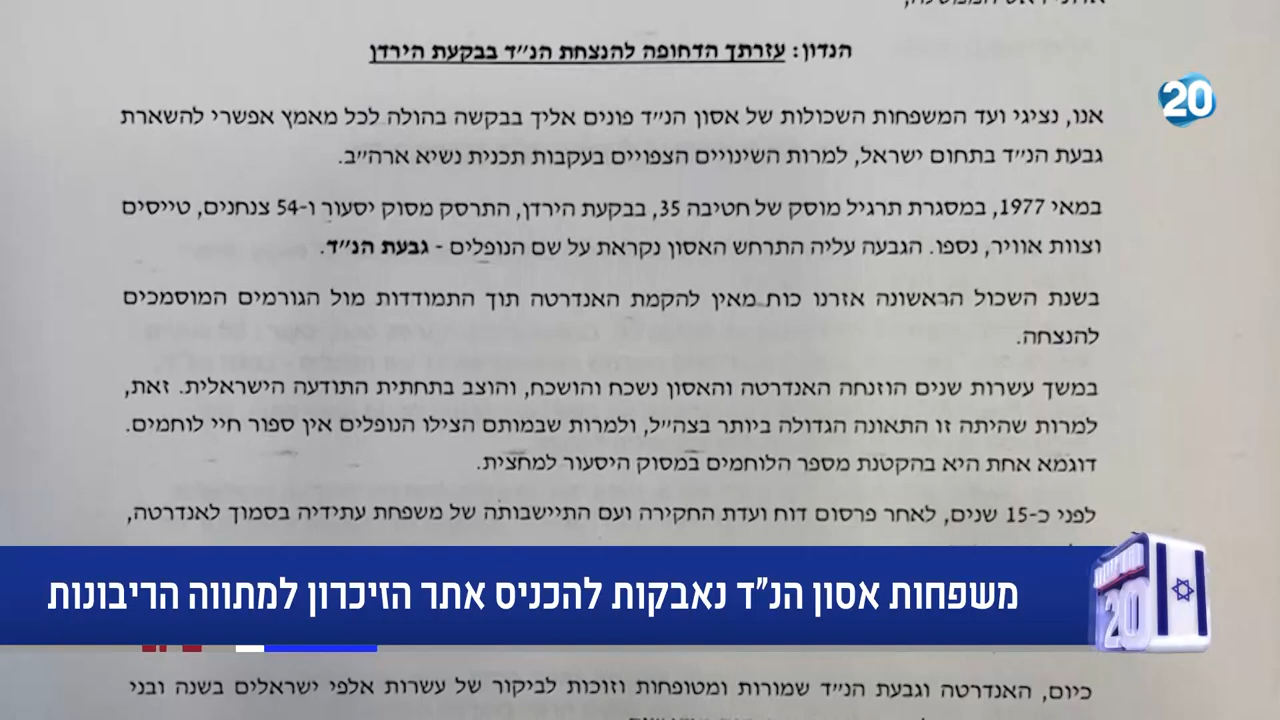 הנדון: עזרתך הדחופה להנצחת הנ״ד בבקעת הירדן
20
אנו, נציגי ועד המשפחות השכולות של אסון הנ״ד פונים אליך בבקשה בהולה לכל מאמץ אפשרי להשארת
גבעת הנ״ד בתחום ישראל, למרות השינויים הצפויים בעקבות תכנית נשיא ארה״ב.
במאי 1977, במסגרת תרגיל מוסק של חטיבה 35, בבקעת הירדן, התרסק מסוק יסעור ו-54 צנחנים, טייסים
וצוות אוויר, נספו. הגבעה עליה התרחש האסון נקראת על שם הנופלים - גבעת הנ״ד.
בשנת השכול הראשונה אזרנו כוח מאין להקמת האנדרטה תוך התמודדות מול הגורמים המוסמכים
להנצחה.
במשך עשרות שנים הוזנחה האנדרטה והאסון נשכח והושכח, והוצב בתחתית התודעה הישראלית. זאת,
למרות שהיתה זו התאונה הגדולה ביותר בצה״ל, ולמרות שבמותם הצילו הנופלים אין ספור חיי לוחמים.
דוגמא אחת היא בהקטנת מספר הלוחמים במסוק היסעור למחצית.
לפני כ-15 שנים, לאחר פרסום דוח ועדת החקירה ועם התיישבותה של משפחת עתידיה בסמוך לאנדרטה,
משפחות אסון הנ״ד נאבקות להכניס אתר הזיכרון למתווה הריבונות
20
כיום, האנדרטה וגבעת הנ״ד שמורות ומטופחות וזוכות לביקור של עשרות אלפי ישראלים בשנה ובני